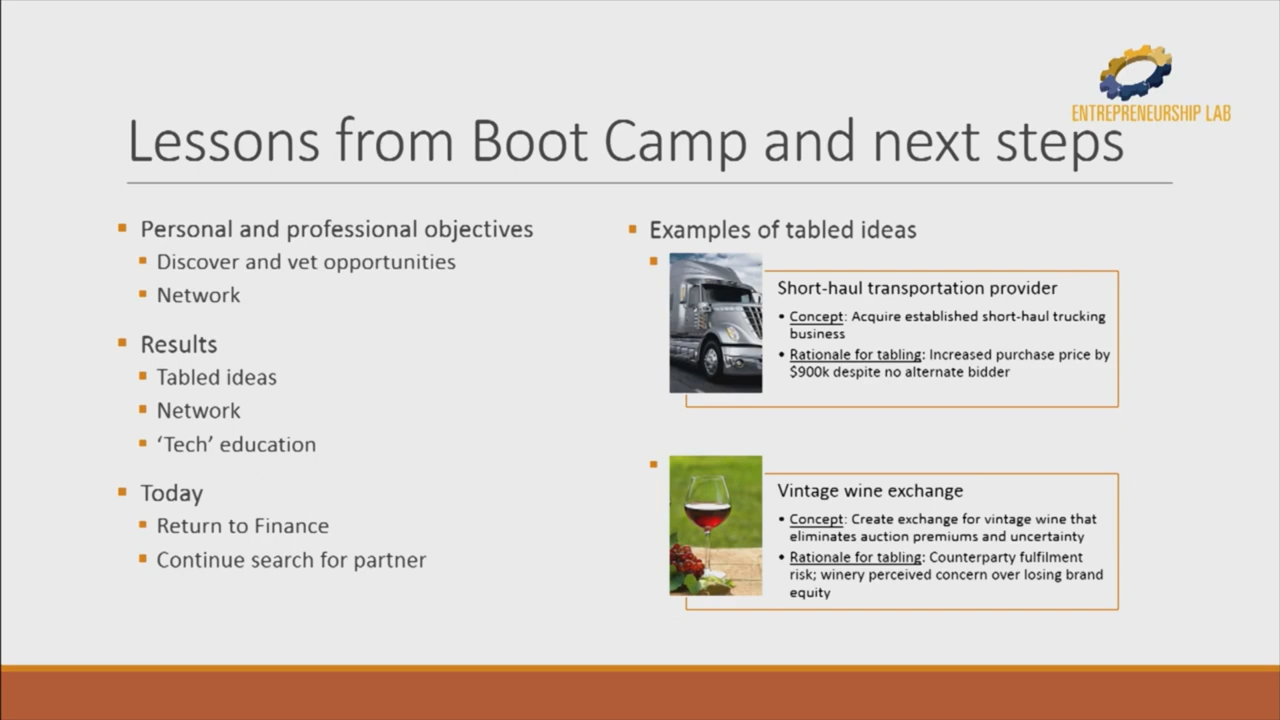 ENTREPRENEURSHIP LAB
Lessons from Boot Camp and next steps
Personal and professional objectives
Discover and vet opportunities
Network
Results
Tabled ideas
Network
‘Tech’ education
Today
Return to Finance
Continue search for partner
Examples of tabled ideas
Short-haul transportation provider
• Concept: Acquire established short-haul trucking
business
• Rationale for tabling: Increased purchase price by
$900k despite no alternate bidder
Vintage wine exchange
• Concept: Create exchange for vintage wine that
eliminates auction premiums and uncertainty
• Rationale for tabling: Counterparty fulfilment
risk; winery perceived concern over losing brand
equity